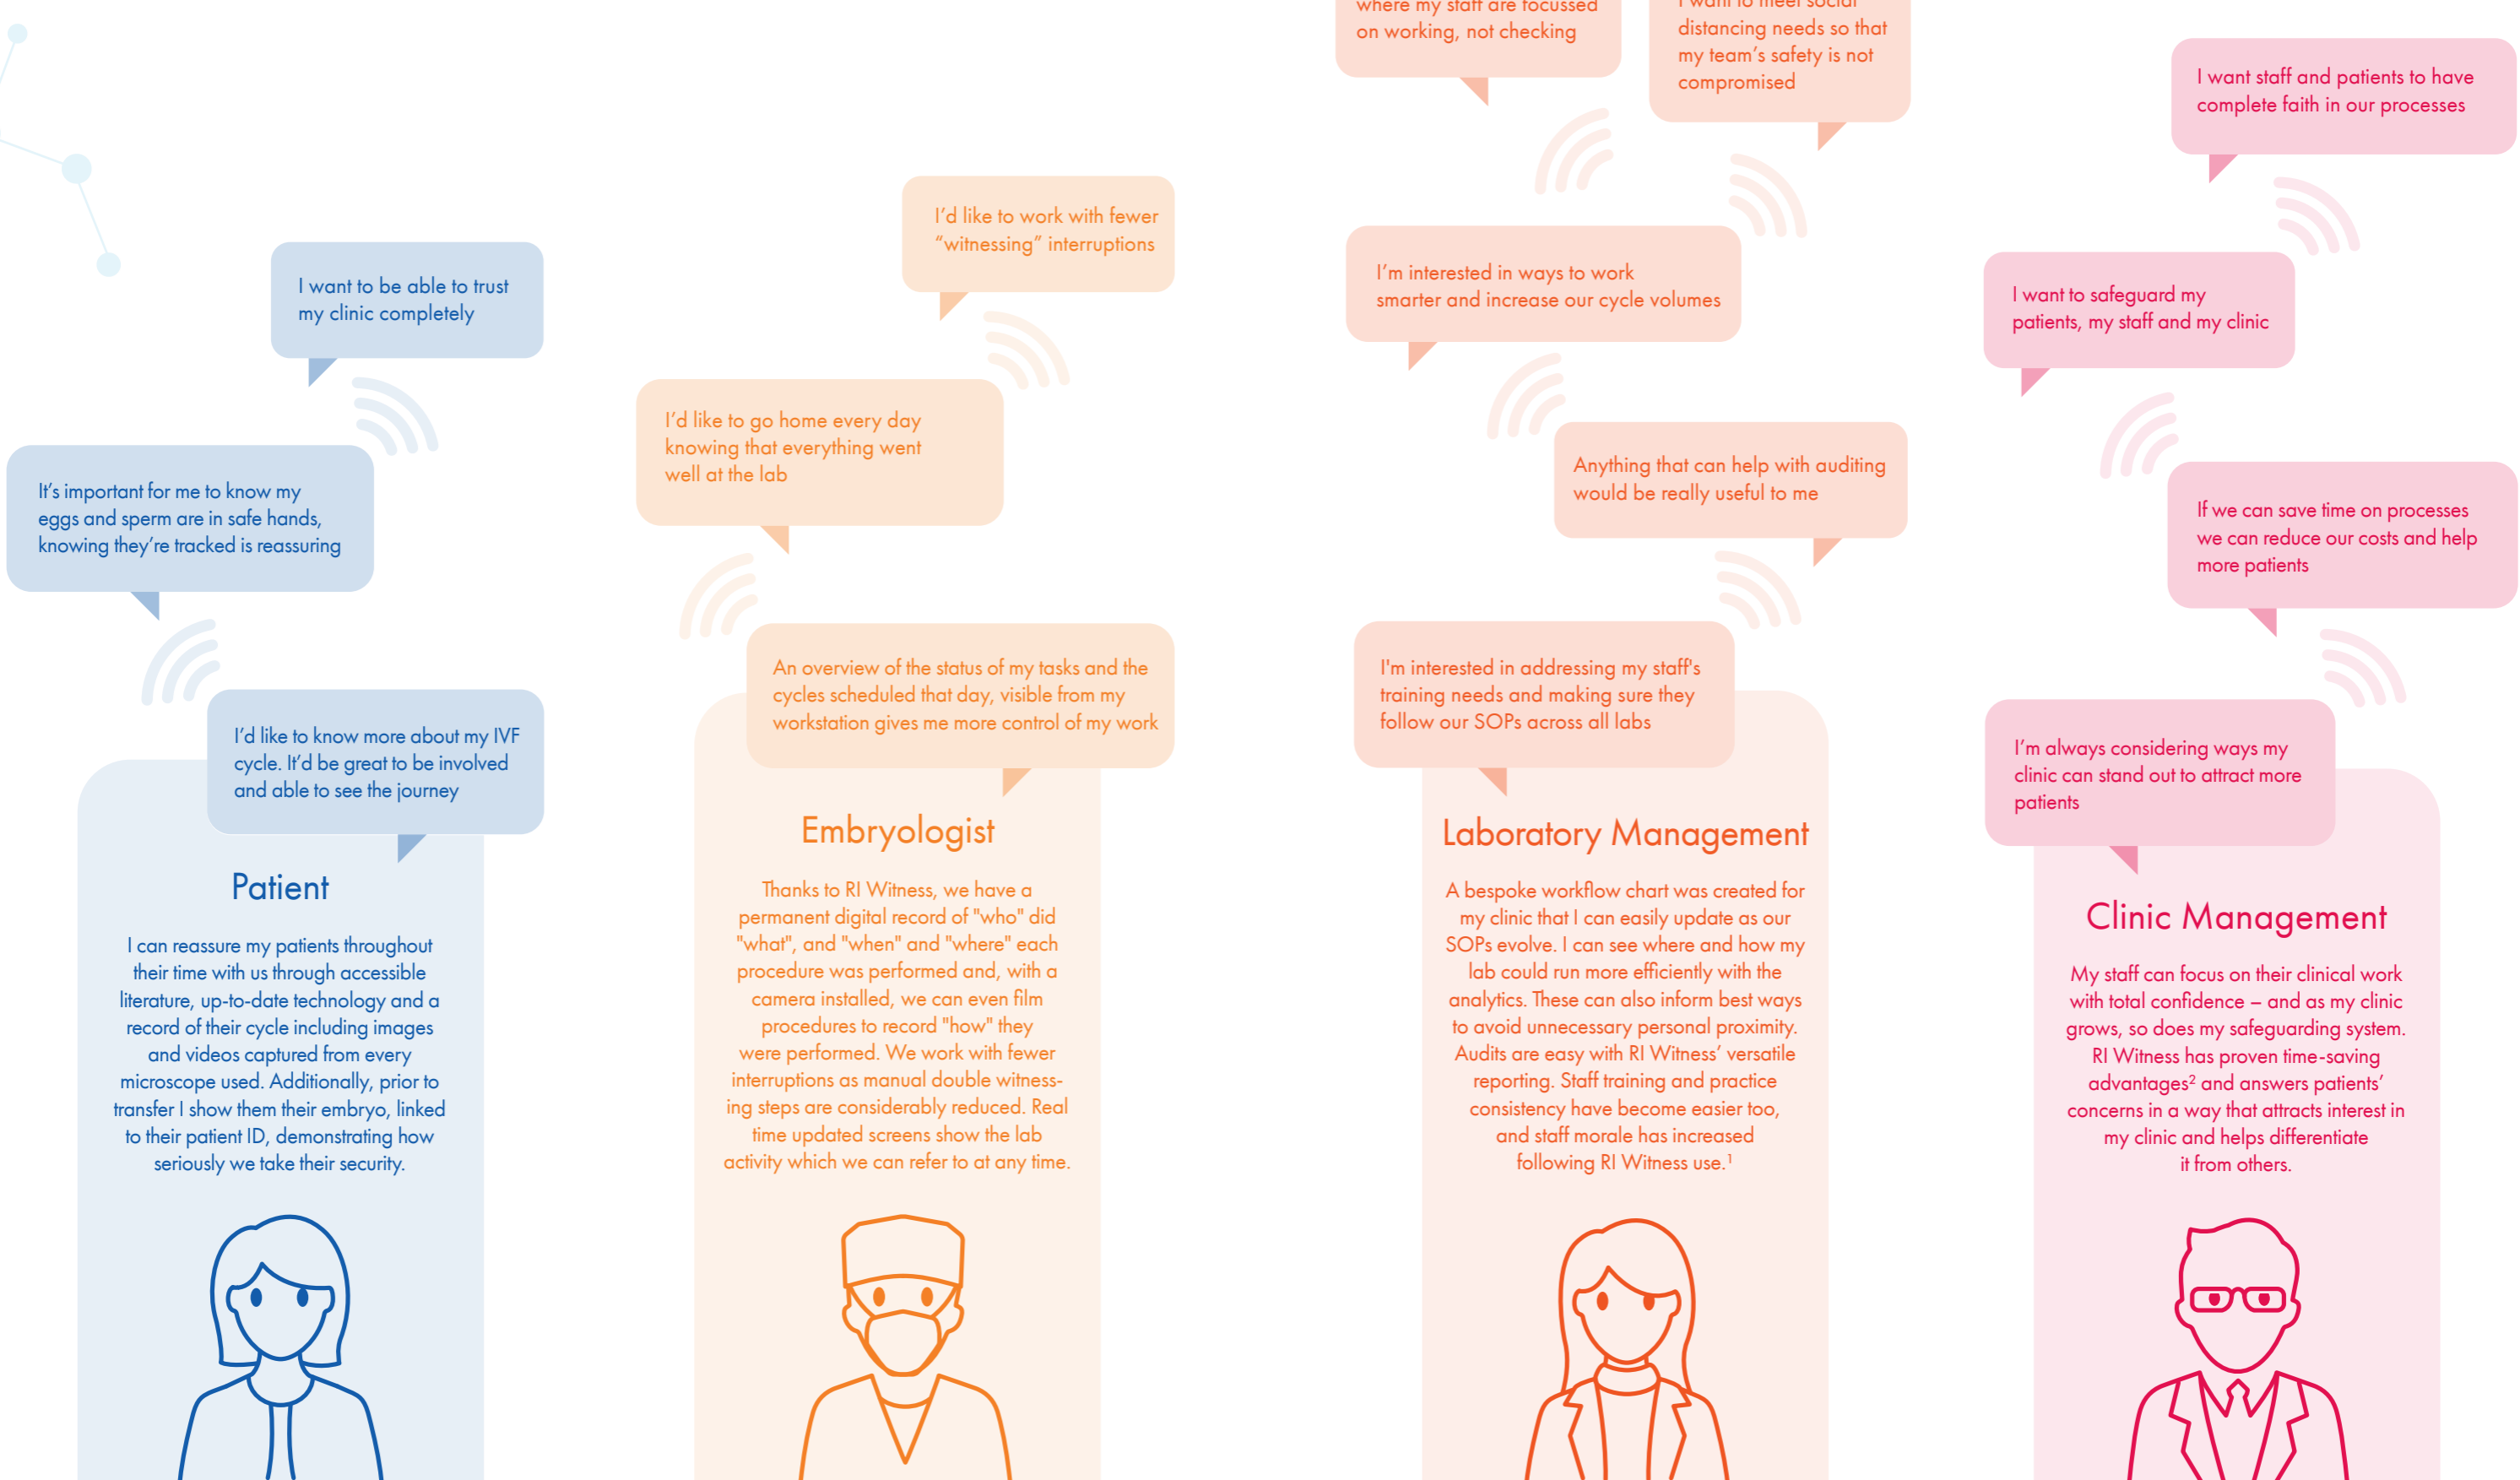 I want to be able to trust
my clinic completely
It's important for me to know my
eggs and sperm are in safe hands,
knowing they're tracked is reassuring
I'd like to know more about my IVF
cycle. It'd be great to be involved
and able to see the journey
Patient
I can reassure my patients throughout
their time with us through accessible
literature, up-to-date technology and a
record of their cycle including images
and videos captured from every
microscope used. Additionally, prior to
transfer I show them their embryo, linked
to their patient ID, demonstrating how
seriously we take their security.
I'd like to work with fewer
“witnessing” interruptions
I'd like to go home every day
knowing that everything went
well at the lab
An overview of the status of my tasks and the
cycles scheduled that day, visible from my
workstation gives me more control of my work
Embryologist
Thanks to RI Witness, we have a
permanent digital record of "who" did
"what", and "when" and "where" each
procedure was performed and, with a
camera installed, we can even film
procedures to record "how" they
were performed. We work with fewer
interruptions as manual double witness-
ing steps are considerably reduced. Real
time updated screens show the lab
activity which we can refer to at any time.
where my staff are focussed
on working, not checking
I want to meet social
distancing needs so that
my team's safety is not
compromised
I'm interested in ways to work
smarter and increase our cycle volumes
Anything that can help with auditing
would be really useful to me
I'm interested in addressing my staff's
training needs and making sure they
follow our SOPs across all labs
Laboratory Management
A bespoke workflow chart was created for
my clinic that I can easily update as our
SOPs evolve. I can see where and how my
lab could run more efficiently with the
analytics. These can also inform best ways
to avoid unnecessary personal proximity.
Audits are easy with RI Witness’ versatile
reporting. Staff training and practice
consistency have become easier too,
and staff morale has increased
following RI Witness use.¹
I want staff and patients to have
complete faith in our processes
I want to safeguard my
patients, my staff and my clinic
If we can save time on processes
we can reduce our costs and help
more patients
I'm always considering ways my
clinic can stand out to attract more
patients
Clinic Management
My staff can focus on their clinical work
with total confidence – and as my clinic
grows, so does my safeguarding system.
RI Witness has proven time-saving
advantages² and answers patients’
concerns in a way that attracts interest in
my clinic and helps differentiate
it from others.